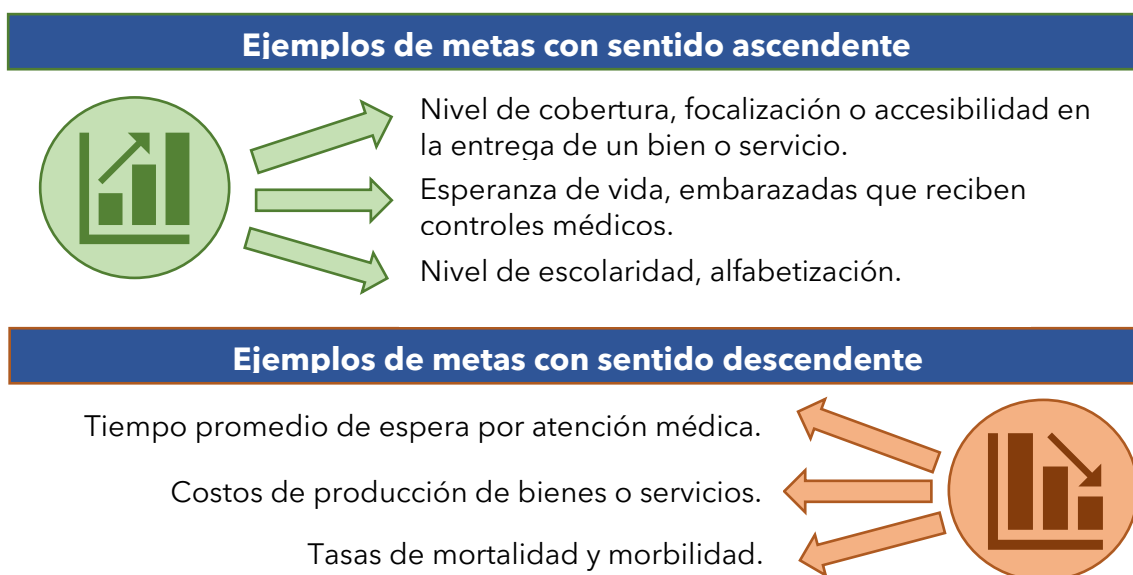 Ejemplos de metas con sentido ascendente
Nivel de cobertura, focalización o accesibilidad en
la entrega de un bien o servicio.
Esperanza de vida, embarazadas que reciben
controles médicos.
Nivel de escolaridad, alfabetización.
Ejemplos de metas con sentido descendente
Tiempo promedio de espera por atención médica.
Costos de producción de bienes o servicios.
Tasas de mortalidad y morbilidad.